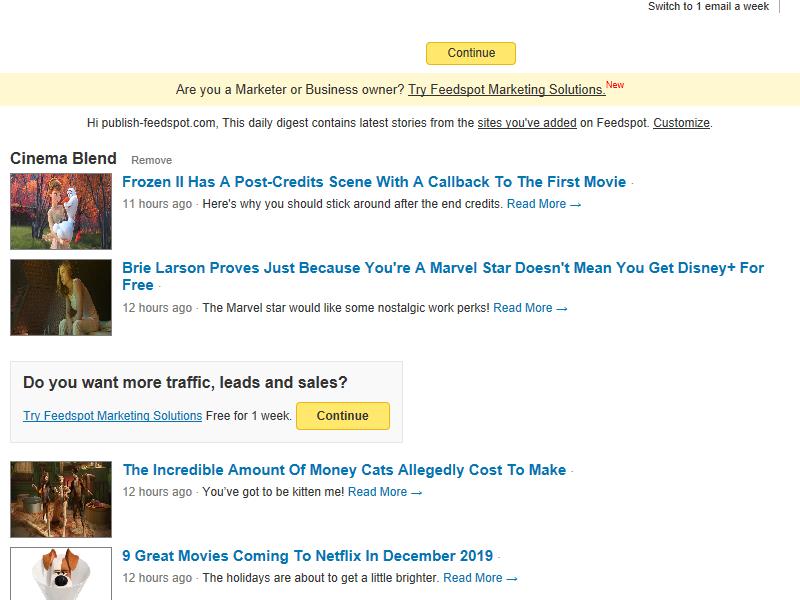 Switch to 1 email a week
Continue
Are you a Marketer or Business owner? Try Feedspot Marketing Solutions.New
Hi publish-feedspot.com, This daily digest contains latest stories from the sites you've added on Feedspot. Customize.
Cinema Blend Remove
Frozen II Has A Post-Credits Scene With A Callback To The First Movie ·
11 hours ago · Here's why you should stick around after the end credits. Read More →
Brie Larson Proves Just Because You're A Marvel Star Doesn't Mean You Get Disney+ For
Free ·
12 hours ago · The Marvel star would like some nostalgic work perks! Read More →
Do you want more traffic, leads and sales?
Try Feedspot Marketing Solutions Free for 1 week. Continue
The Incredible Amount Of Money Cats Allegedly Cost To Make ·
12 hours ago · You’ve got to be kitten me! Read More →
9 Great Movies Coming To Netflix In December 2019 ·
12 hours ago · The holidays are about to get a little brighter. Read More →